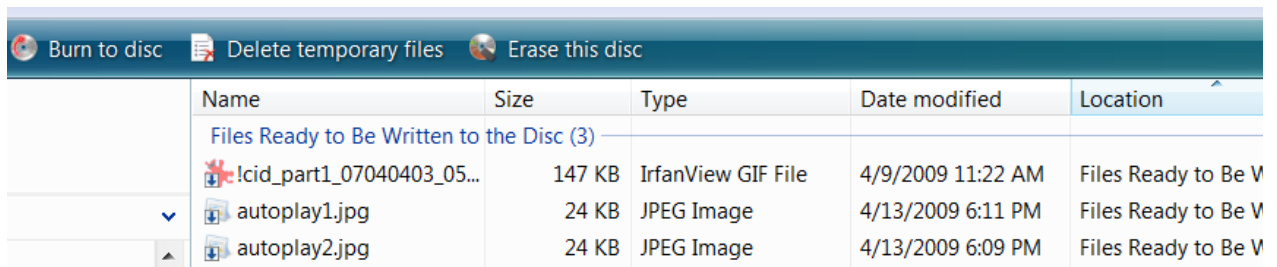 Burn to disc Delete temporary files Erase this disc
Name Size Type Date modified Location
Files Ready to Be Written to the Disc (3)
!cid_part1_07040403_05... 147 KB IrfanView GIF File 4/9/2009 11:22 AM Files Ready to Be W
autoplay1.jpg 24 KB JPEG Image 4/13/2009 6:11 PM Files Ready to Be W
autoplay2.jpg 24 KB JPEG Image 4/13/2009 6:09 PM Files Ready to Be W